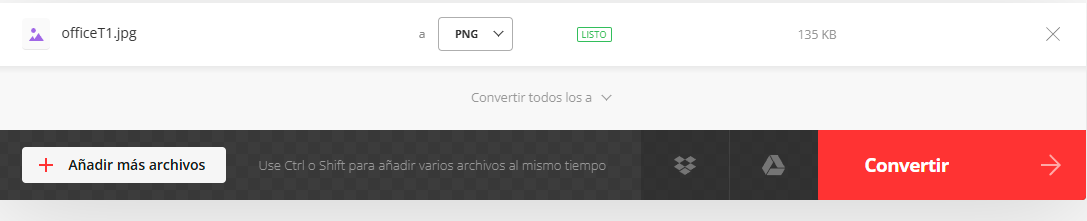 officeT1.jpg a PNG LISTO 135 KB
Convertir todos los a
Añadir más archivos Use Ctrl o Shift para añadir varios archivos al mismo tiempo Convertir